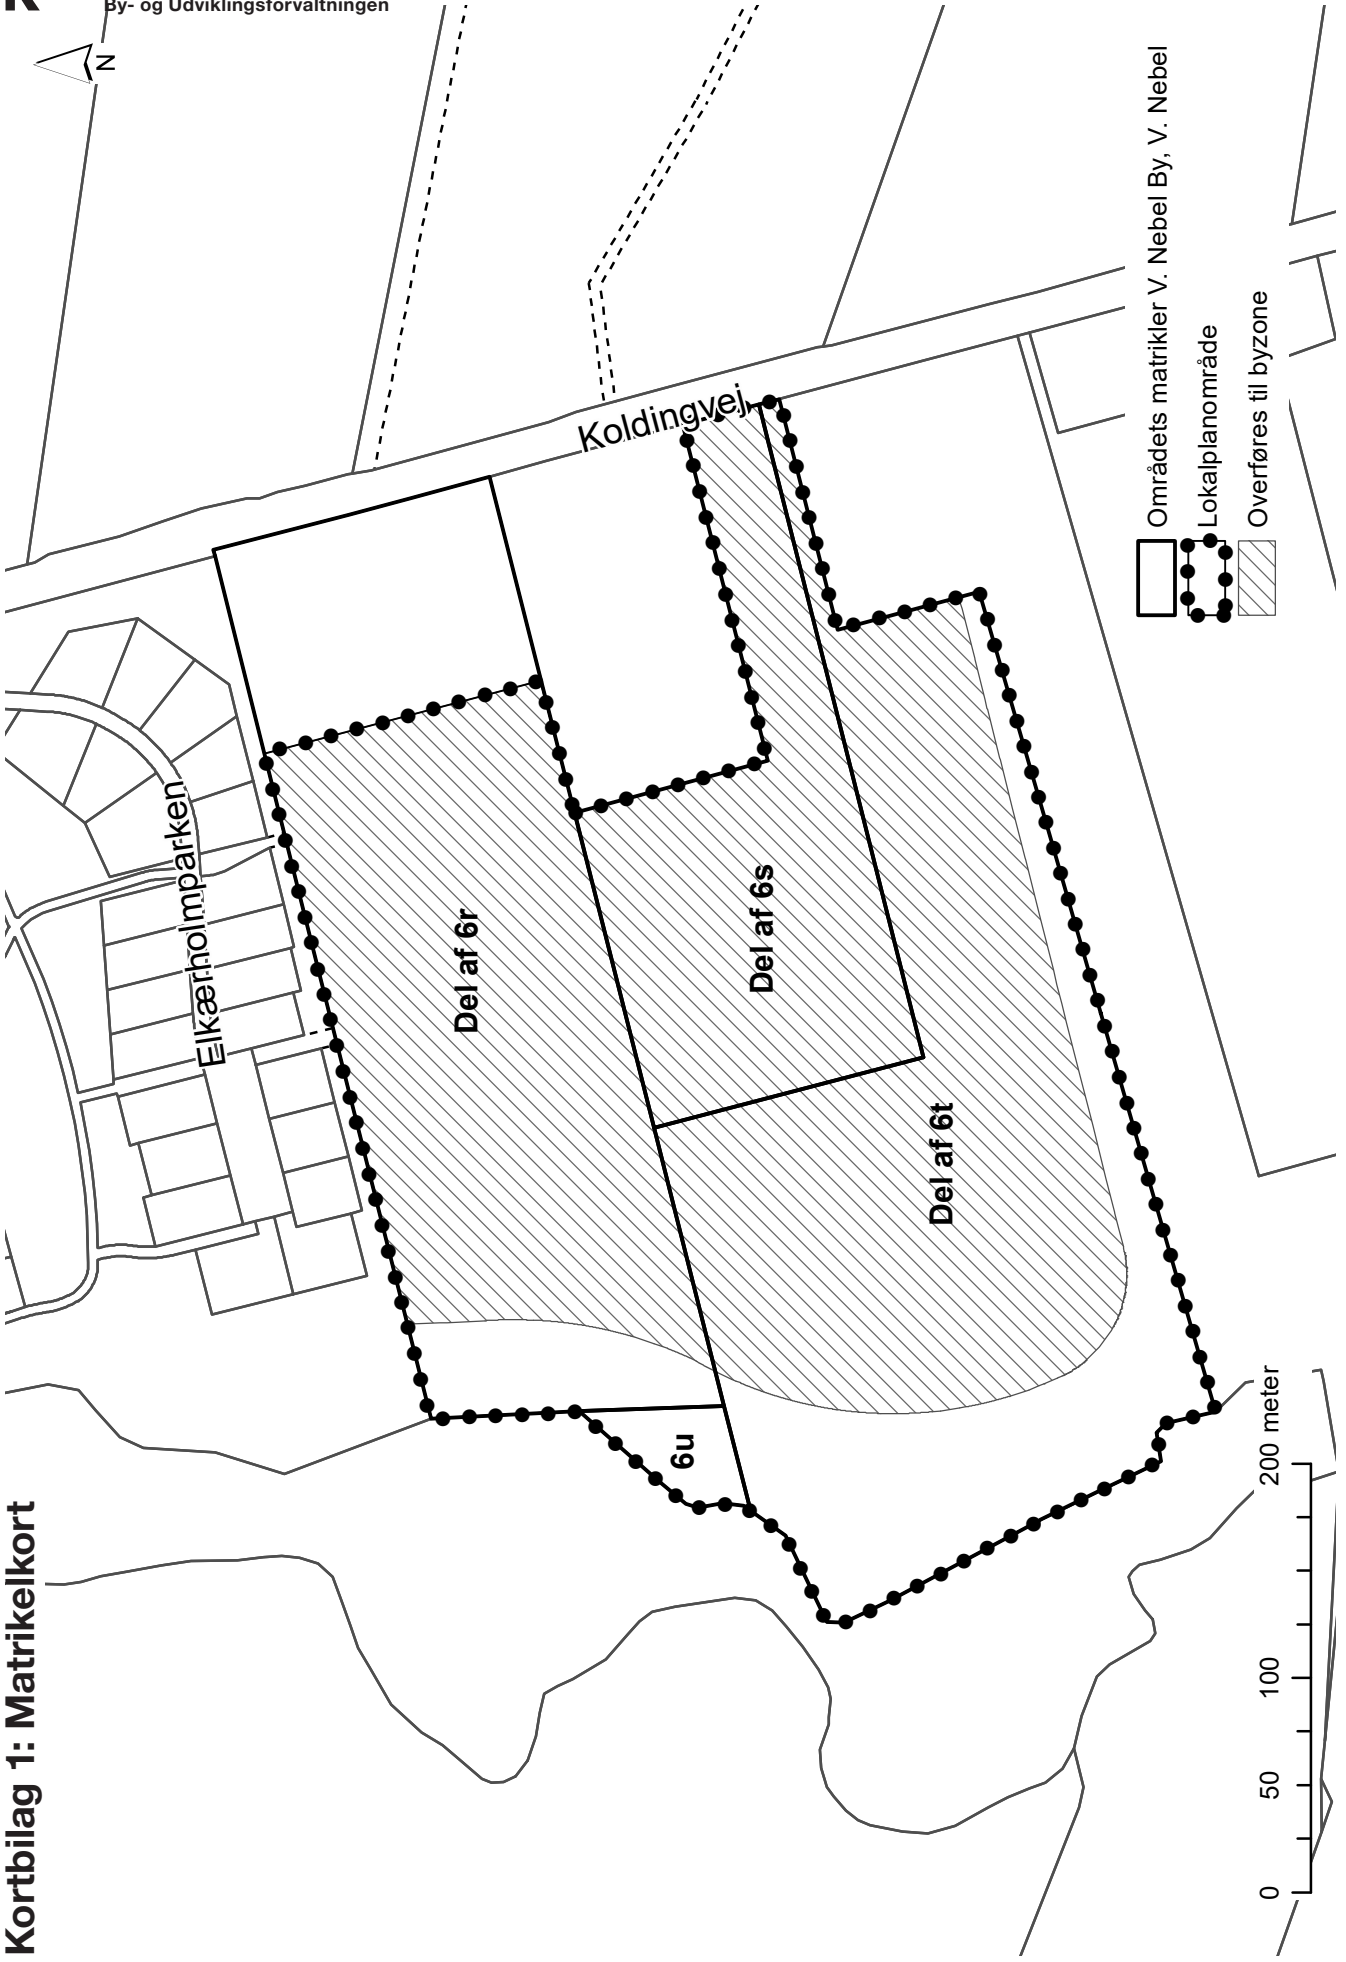 By- og Udviklingsforvaltningen
Kortbilag 1: Matrikelkort
N
Elkærholmparken
Koldingvej
Del af 6r
Del af 6s
Del af 6t
6u
Områdets matrikler V. Nebel By, V. Nebel
Lokalplanområde
Overføres til byzone
0 50 100 200 meter